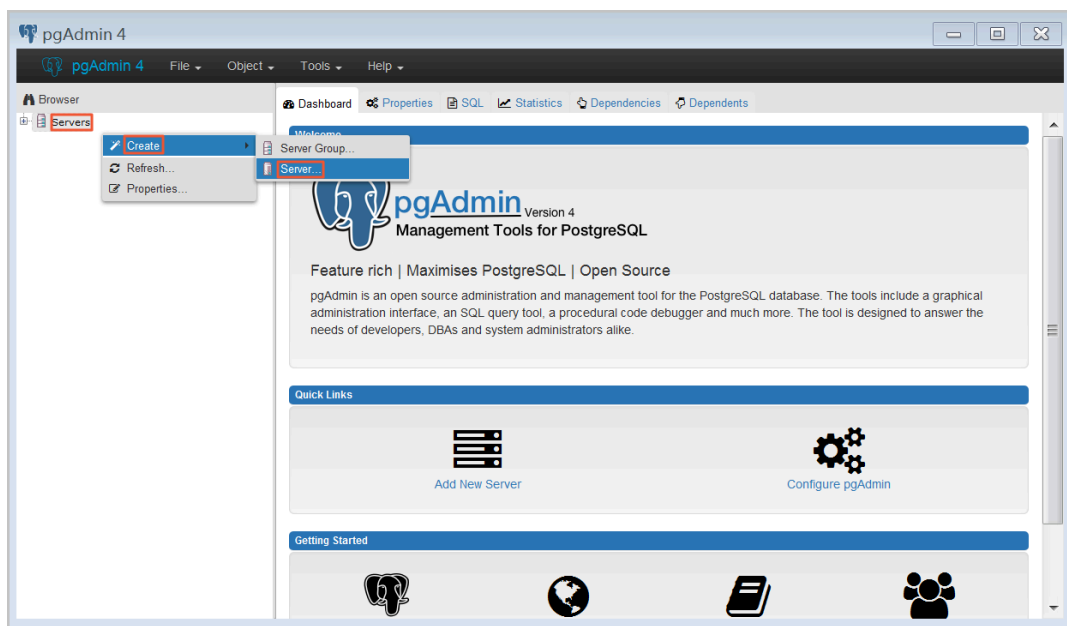 pgAdmin 4
pgAdmin 4 File Object Tools Help
Browser
Servers
Create
Refresh...
Properties...
Server Group...
Server...
Dashboard Properties SQL Statistics Dependencies Dependents
Welcome
pgAdmin Version 4
Management Tools for PostgreSQL
Feature rich | Maximises PostgreSQL | Open Source
pgAdmin is an open source administration and management tool for the PostgreSQL database. The tools include a graphical
administration interface, an SQL query tool, a procedural code debugger and much more. The tool is designed to answer the
needs of developers, DBAs and system administrators alike.
Quick Links
Add New Server
Configure pgAdmin
Getting Started